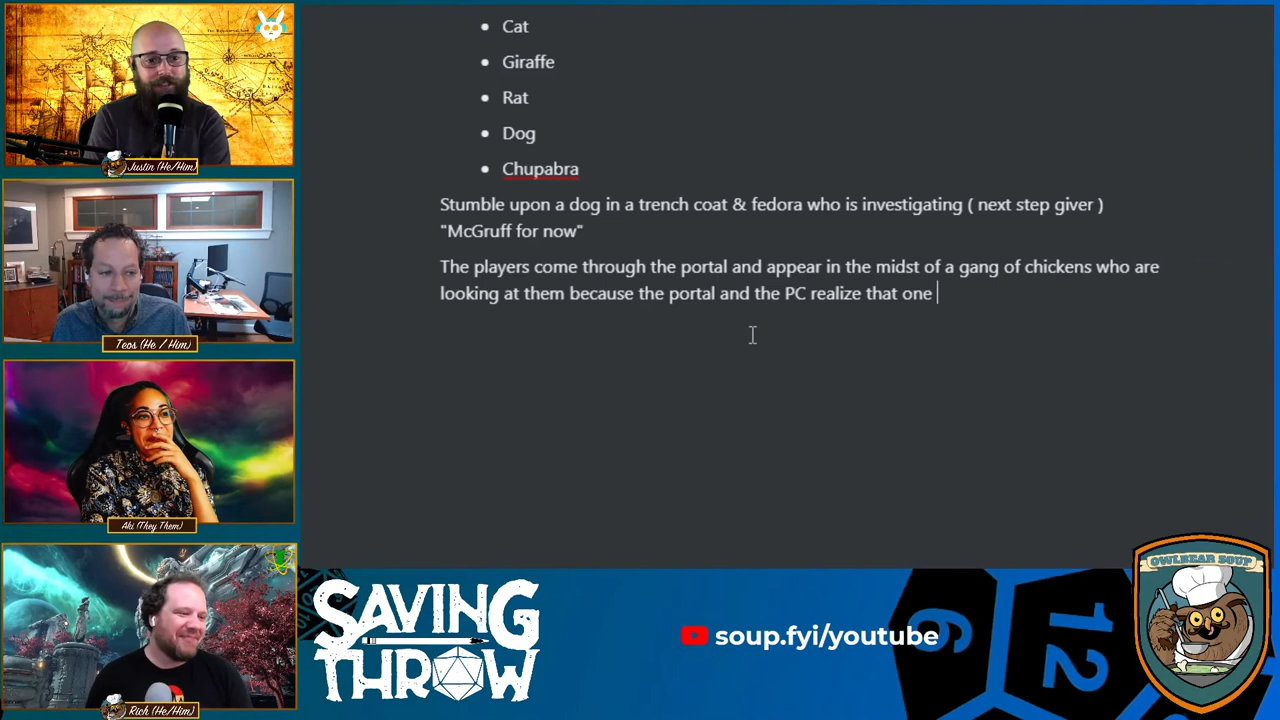 Cat
Giraffe
Rat
Dog
Chupabra
Stumble upon a dog in a trench coat & fedora who is investigating ( next step giver )
"McGruff for now"
The players come through the portal and appear in the midst of a gang of chickens who are
looking at them because the portal and the PC realize that one
Justin (He/Him)
Teos (He / Him)
Aki (They Them)
Rich (He/Him)
SAVING
THROW
soup.fyi/youtube
6
12
OWLBEAR SOUP